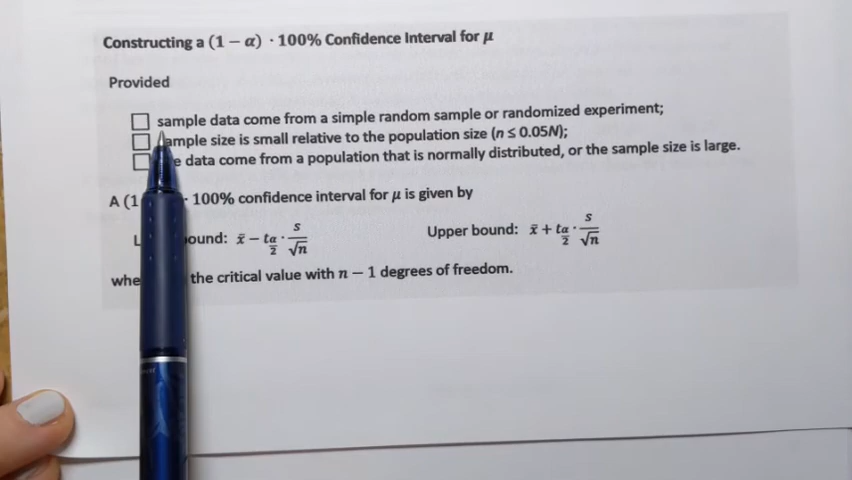 Constructing a (1 − α) · 100% Confidence Interval for μ
Provided
sample data come from a simple random sample or randomized experiment;
sample size is small relative to the population size (n ≤ 0.05N);
data come from a population that is normally distributed, or the sample size is large.
A (1 · 100% confidence interval for μ is given by
bound: x̄ − tα/2 · s/√n Upper bound: x̄ + tα/2 · s/√n
the critical value with n − 1 degrees of freedom.